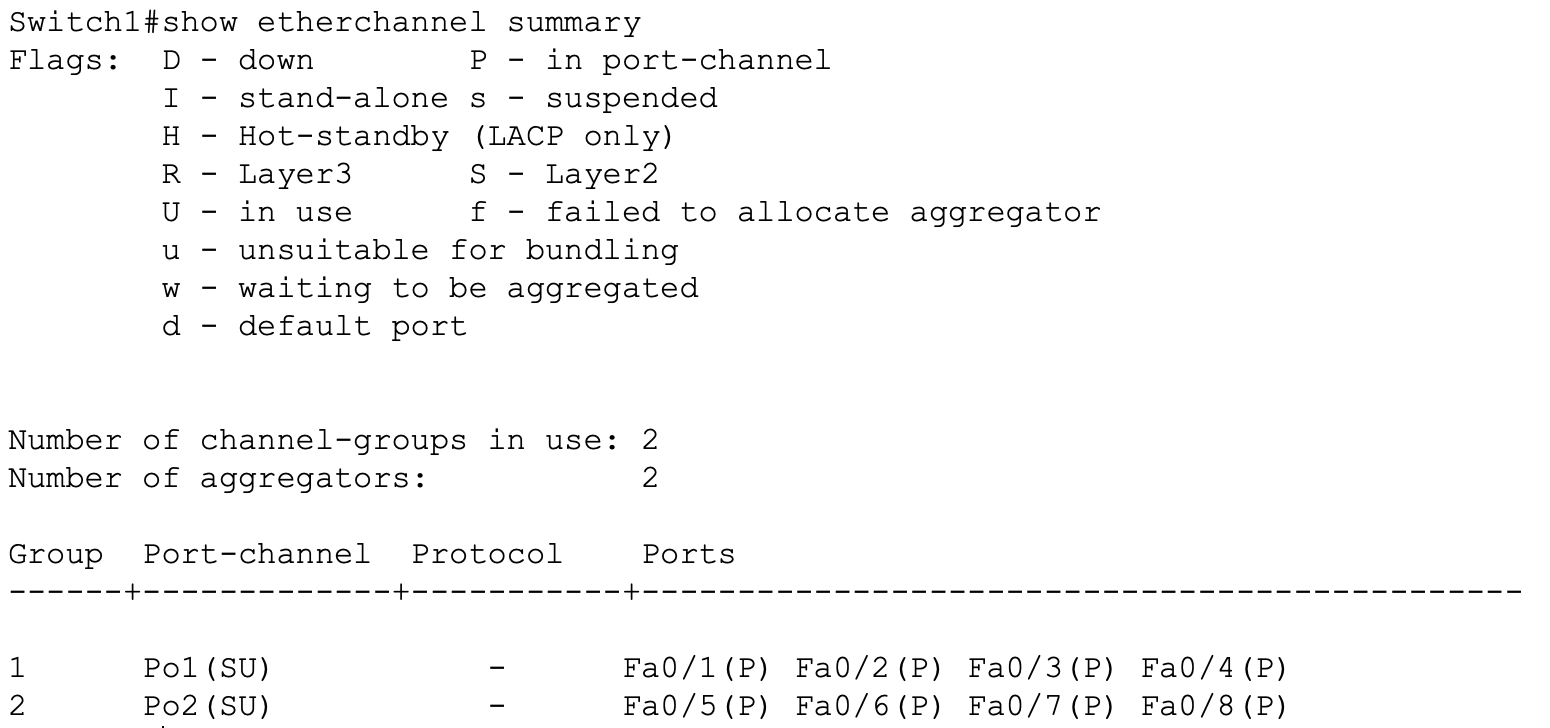 Switch1#show etherchannel summary
Flags:  D - down        P - in port-channel
        I - stand-alone s - suspended
        H - Hot-standby (LACP only)
        R - Layer3      S - Layer2
        U - in use      f - failed to allocate aggregator
        u - unsuitable for bundling
        w - waiting to be aggregated
        d - default port
Number of channel-groups in use: 2
Number of aggregators:           2
Group  Port-channel  Protocol    Ports
------+-------------+-----------+----------------------------------------------
1      Po1(SU)           -      Fa0/1(P) Fa0/2(P) Fa0/3(P) Fa0/4(P)
2      Po2(SU)           -      Fa0/5(P) Fa0/6(P) Fa0/7(P) Fa0/8(P)